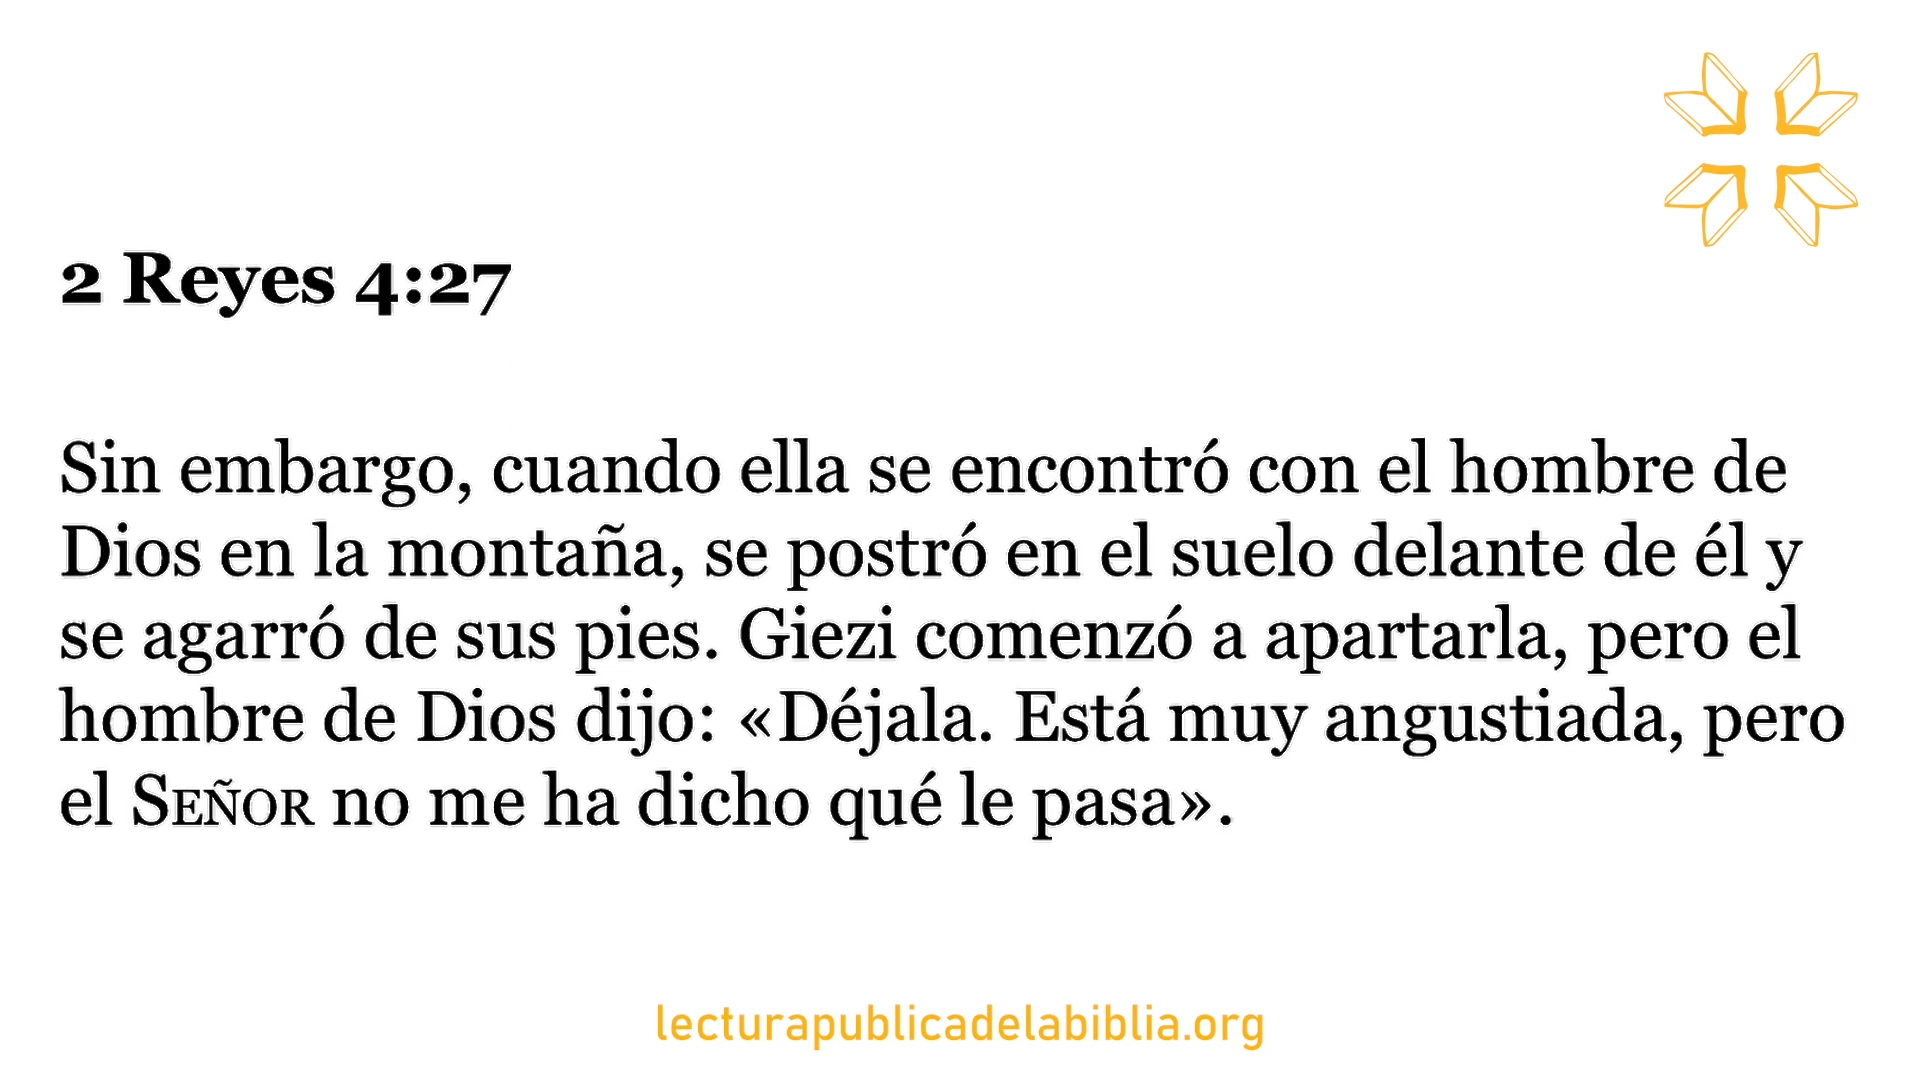 2 Reyes 4:27
Sin embargo, cuando ella se encontró con el hombre de
Dios en la montaña, se postró en el suelo delante de él y
se agarró de sus pies. Giezi comenzó a apartarla, pero el
hombre de Dios dijo: «Déjala. Está muy angustiada, pero
el SEÑOR no me ha dicho qué le pasa».
lecturapublicadelabiblia.org